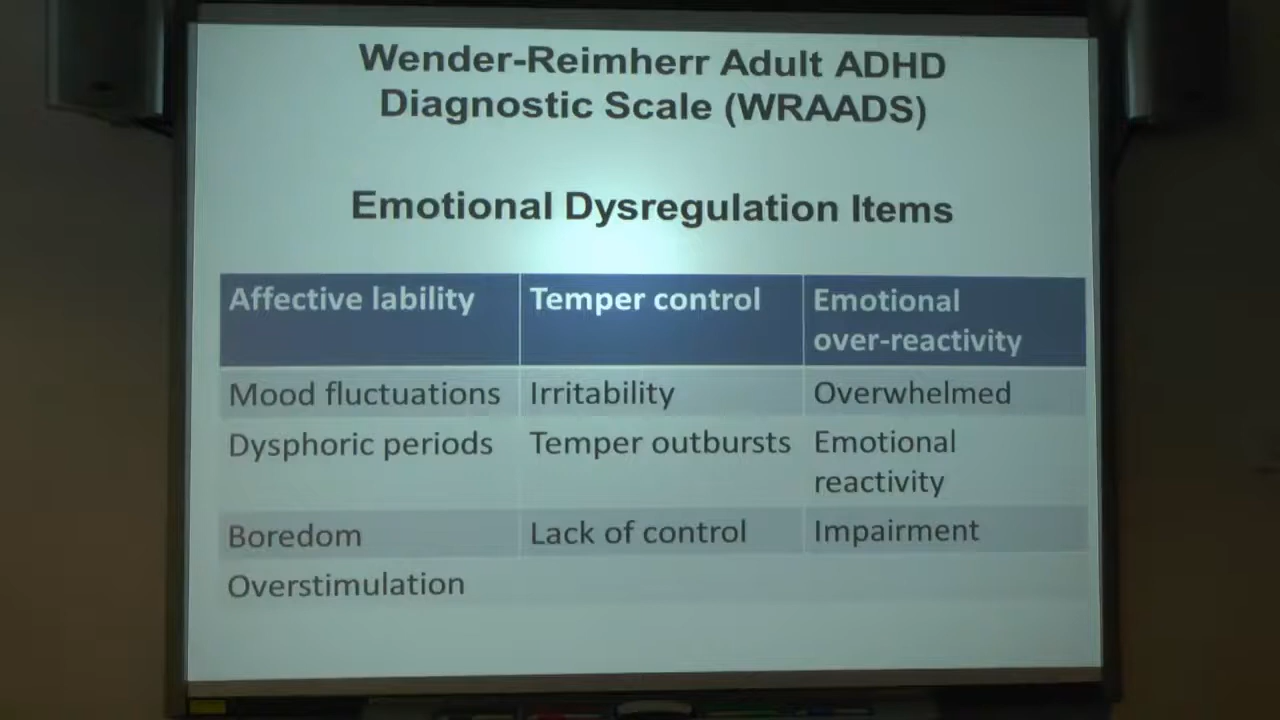 Wender-Reimherr Adult ADHD
Diagnostic Scale (WRAADS)
Emotional Dysregulation Items
Affective lability
Temper control
Emotional
over-reactivity
Mood fluctuations
Irritability
Overwhelmed
Dysphoric periods
Temper outbursts
Emotional
reactivity
Boredom
Lack of control
Impairment
Overstimulation